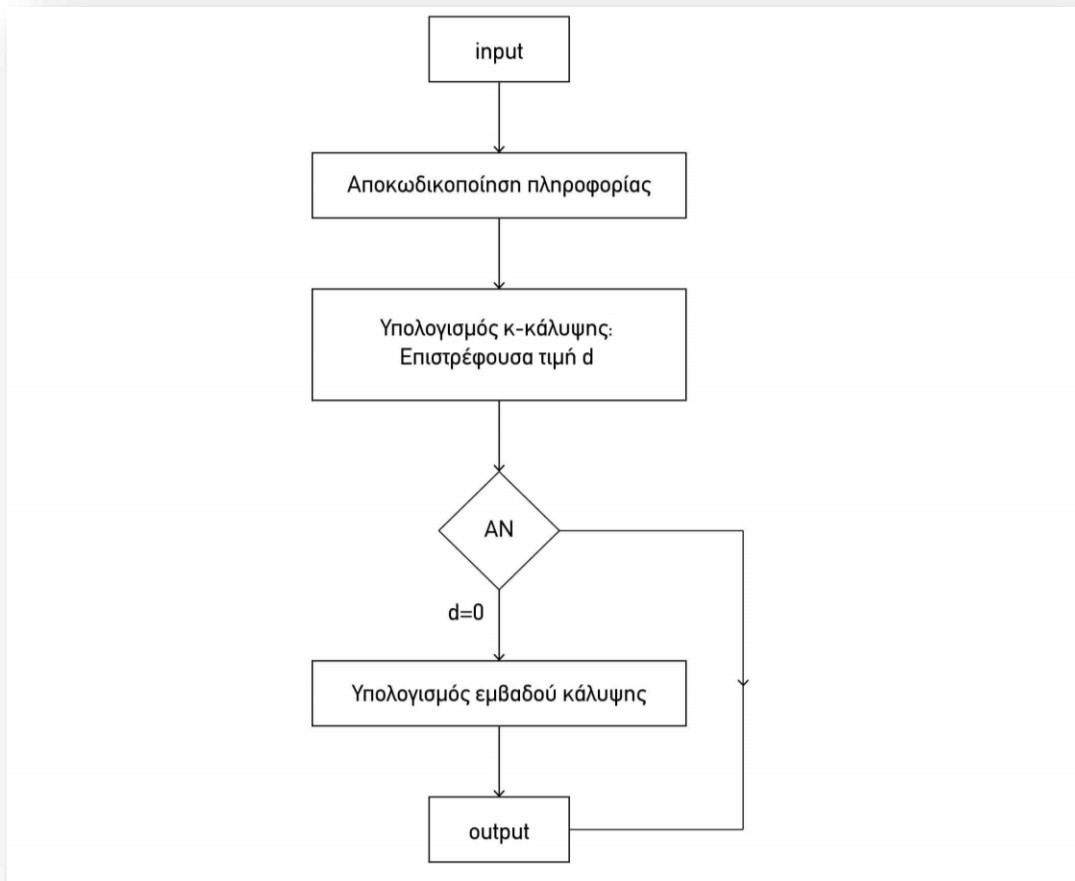 input
Αποκωδικοποίηση πληροφορίας
Υπολογισμός κ-κάλυψης:
Επιστρέφουσα τιμή d
ΑΝ
d=0
Υπολογισμός εμβαδού κάλυψης
output